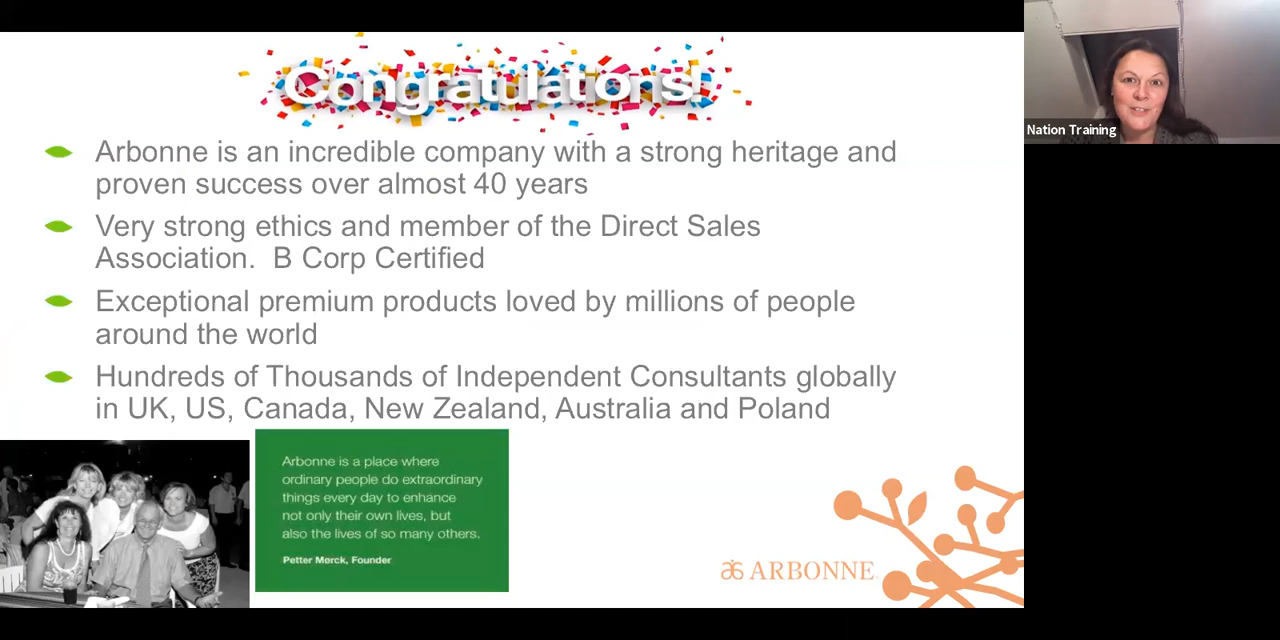 Congratulations!
Nation Training
Arbonne is an incredible company with a strong heritage and
proven success over almost 40 years
Very strong ethics and member of the Direct Sales
Association.  B Corp Certified
Exceptional premium products loved by millions of people
around the world
Hundreds of Thousands of Independent Consultants globally
in UK, US, Canada, New Zealand, Australia and Poland
Arbonne is a place where
ordinary people do extraordinary
things every day to enhance
not only their own lives, but
also the lives of so many others.
Petter Mørck, Founder
ARBONNE